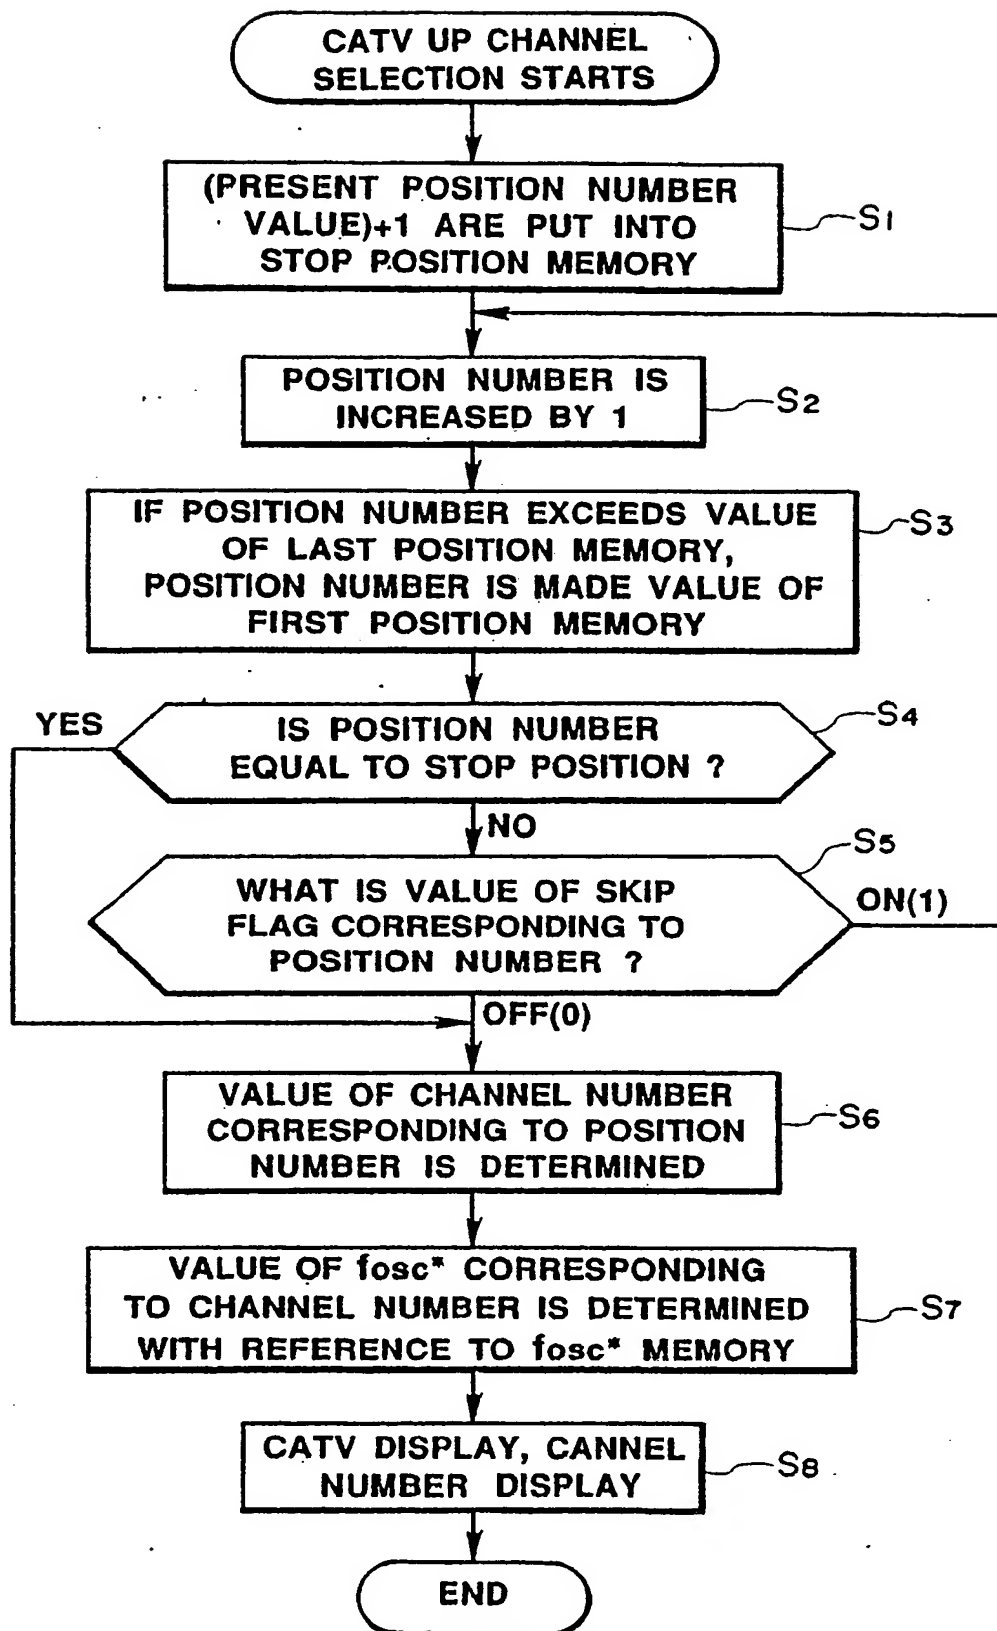 CATV UP CHANNEL
SELECTION STARTS
(PRESENT POSITION NUMBER
VALUE)+1 ARE PUT INTO
STOP POSITION MEMORY
S1
POSITION NUMBER IS
INCREASED BY 1
S2
IF POSITION NUMBER EXCEEDS VALUE
OF LAST POSITION MEMORY,
POSITION NUMBER IS MADE VALUE OF
FIRST POSITION MEMORY
S3
YES
IS POSITION NUMBER
EQUAL TO STOP POSITION ?
S4
NO
WHAT IS VALUE OF SKIP
FLAG CORRESPONDING TO
POSITION NUMBER ?
S5
ON(1)
OFF(0)
VALUE OF CHANNEL NUMBER
CORRESPONDING TO POSITION
NUMBER IS DETERMINED
S6
VALUE OF fosc* CORRESPONDING
TO CHANNEL NUMBER IS DETERMINED
WITH REFERENCE TO fosc* MEMORY
S7
CATV DISPLAY, CANNEL
NUMBER DISPLAY
S8
END